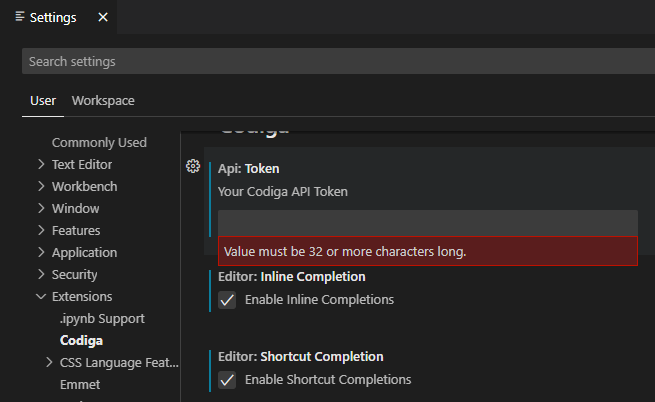 Settings
Search settings
User
Workspace
Commonly Used
Text Editor
Workbench
Window
Features
Application
Security
Extensions
.ipynb Support
Codiga
CSS Language Feat...
Emmet
Codiga
Api: Token
Your Codiga API Token
Value must be 32 or more characters long.
Editor: Inline Completion
Enable Inline Completions
Editor: Shortcut Completion
Enable Shortcut Completions